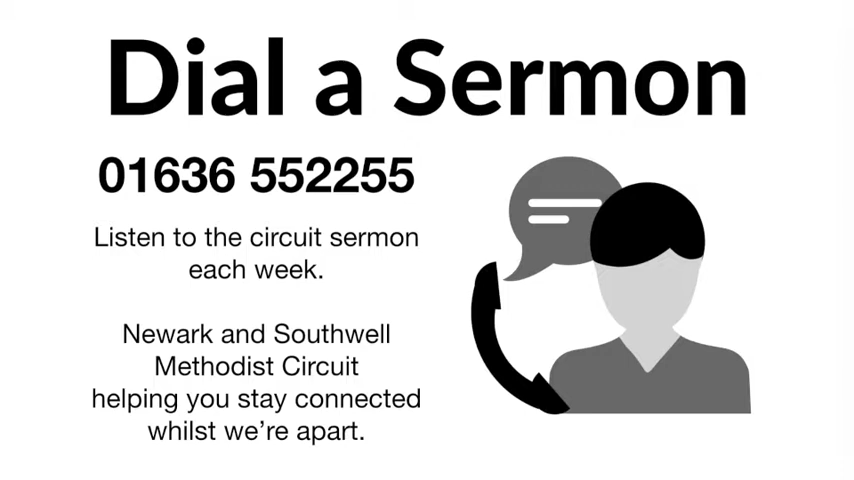 Dial a Sermon
01636 552255
Listen to the circuit sermon
each week.
Newark and Southwell
Methodist Circuit
helping you stay connected
whilst we’re apart.